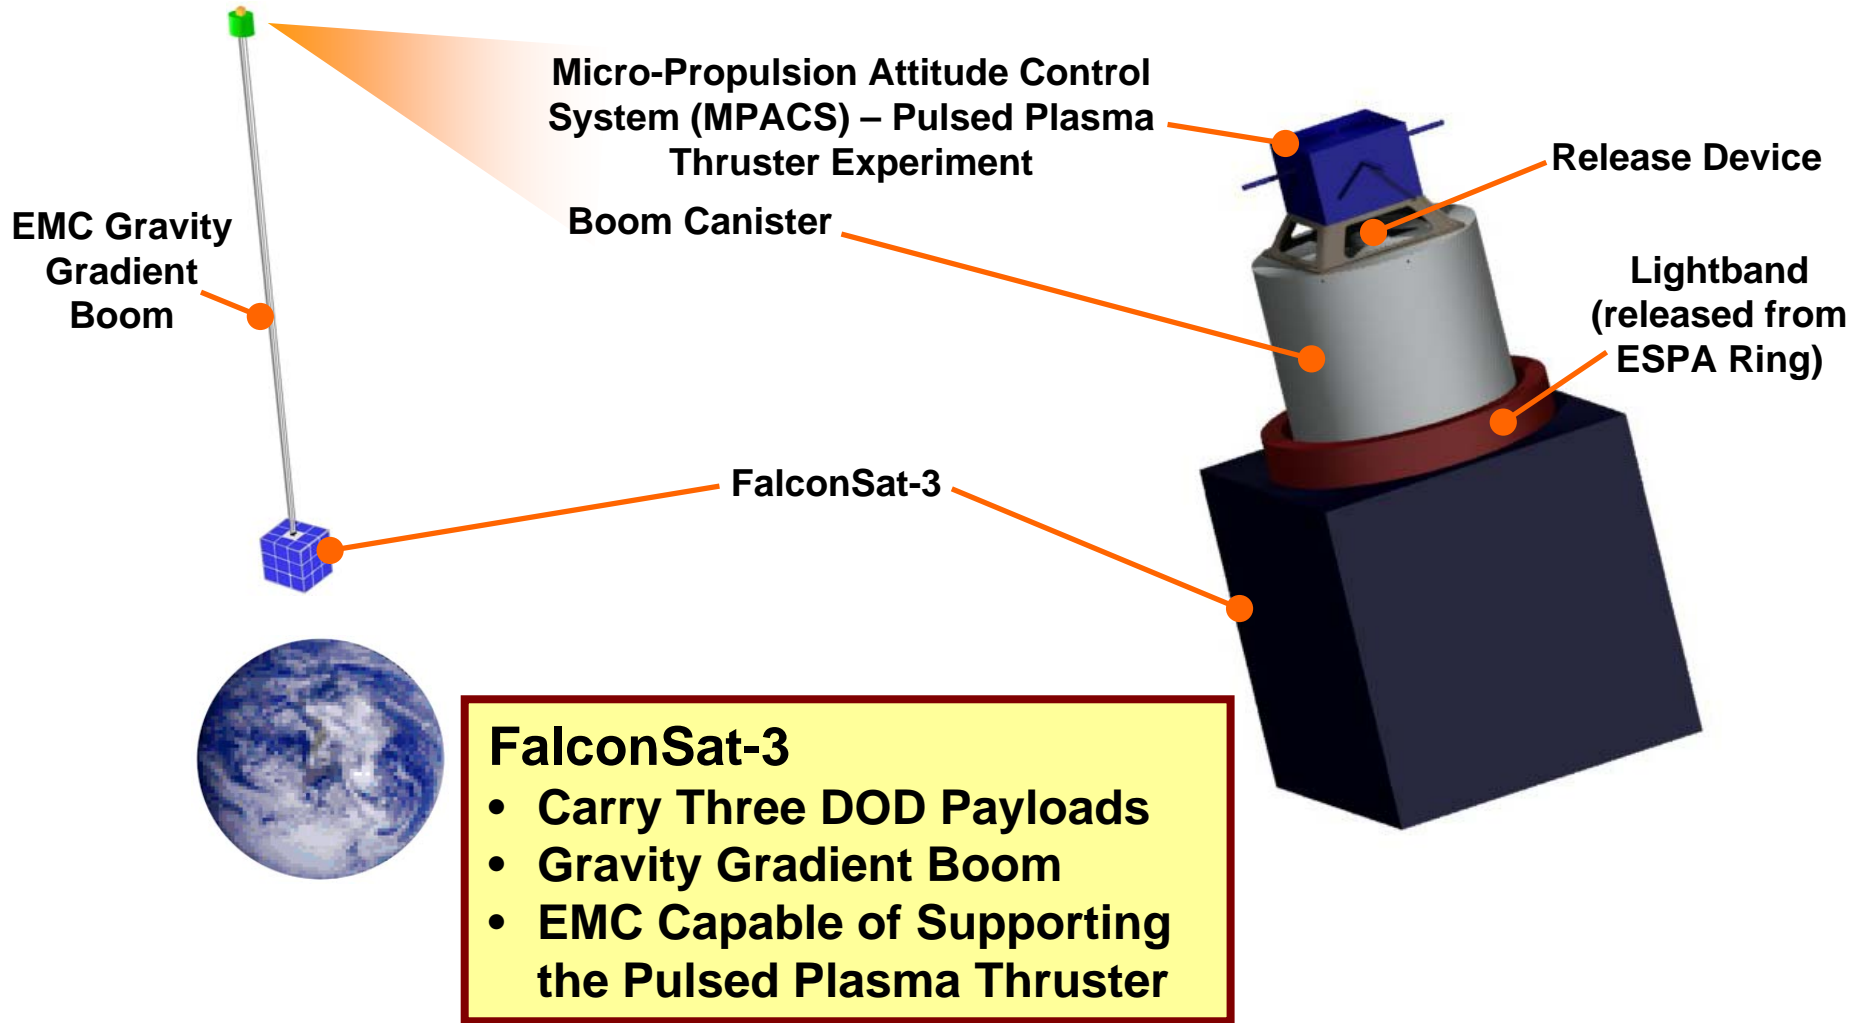 Micro-Propulsion Attitude Control
System (MPACS) – Pulsed Plasma
Thruster Experiment
Release Device
Boom Canister
EMC Gravity
Gradient
Boom
Lightband
(released from
ESPA Ring)
FalconSat-3
FalconSat-3
• Carry Three DOD Payloads
• Gravity Gradient Boom
• EMC Capable of Supporting
the Pulsed Plasma Thruster